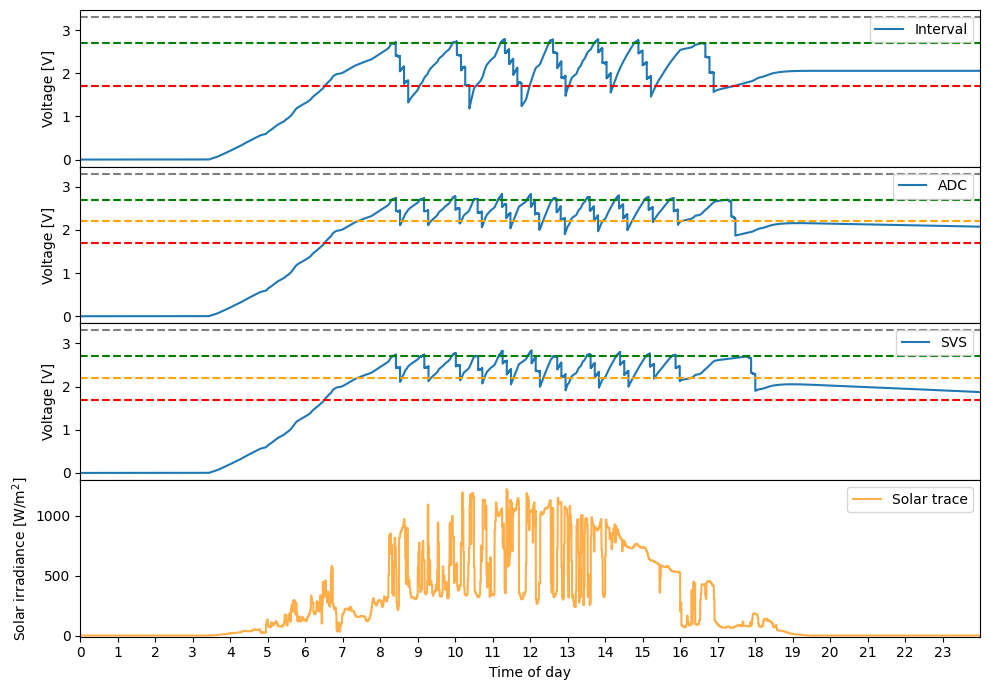 Voltage [V]
3
2
1
0
Interval
Voltage [V]
3
2
1
0
ADC
Voltage [V]
3
2
1
0
SVS
Solar irradiance [W/m²]
1000
500
0
Solar trace
0 1 2 3 4 5 6 7 8 9 10 11 12 13 14 15 16 17 18 19 20 21 22 23
Time of day